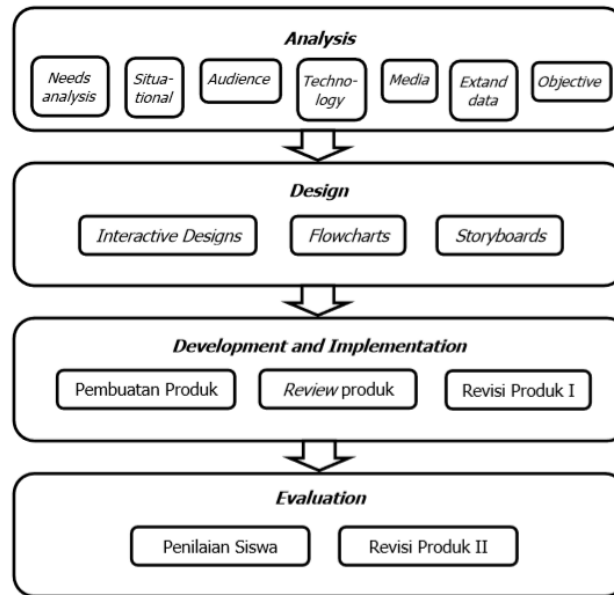 Analysis
Needs
analysis
Situa-
tional
Audience
Techno-
logy
Media
Extand
data
Objective
Design
Interactive Designs
Flowcharts
Storyboards
Development and Implementation
Pembuatan Produk
Review produk
Revisi Produk I
Evaluation
Penilaian Siswa
Revisi Produk II